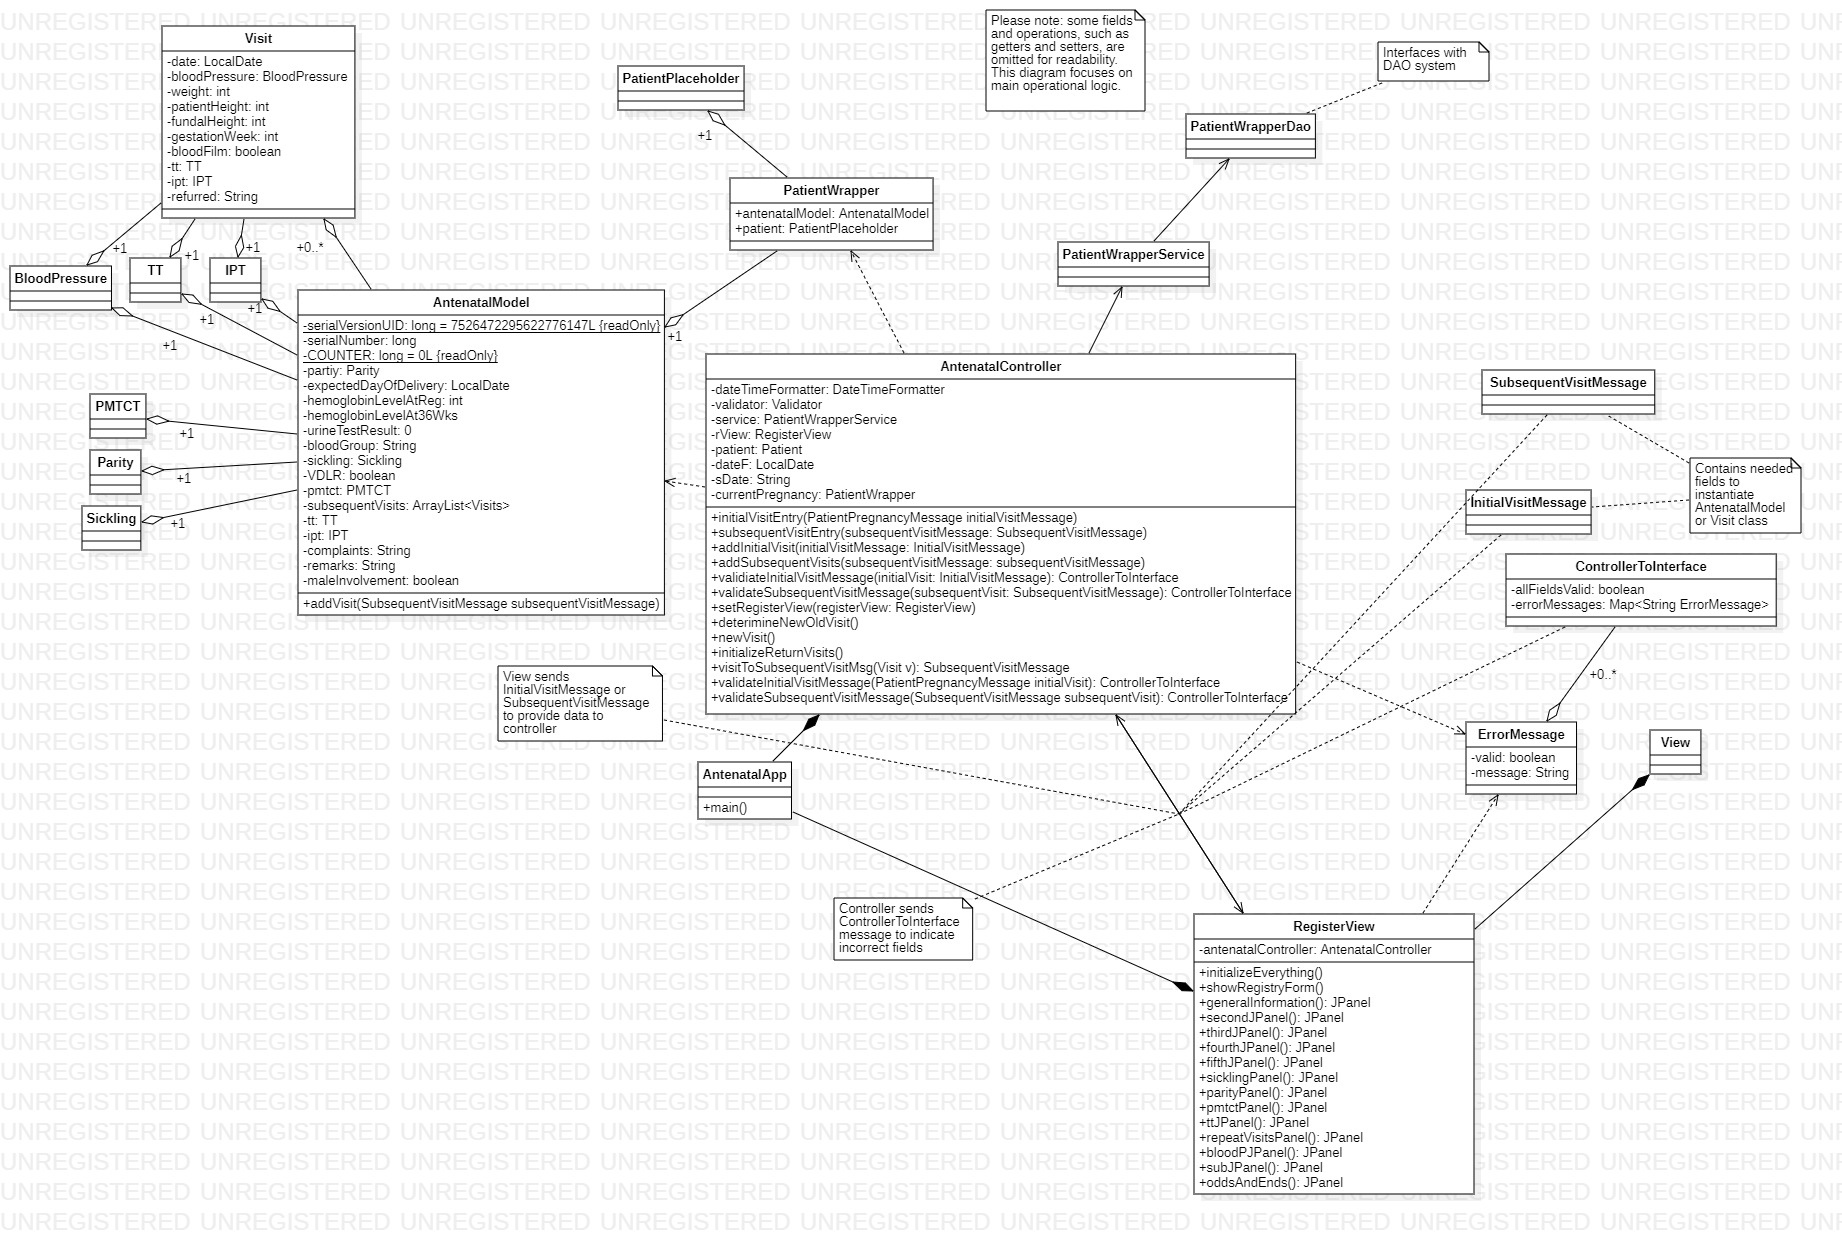 Visit
-date: LocalDate
-bloodPressure: BloodPressure
-weight: int
-patientHeight: int
-fundalHeight: int
-gestationWeek: int
-bloodFilm: boolean
-tt: TT
-ipt: IPT
-refurred: String
PatientPlaceholder
+1
Please note: some fields
and operations, such as
getters and setters, are
omitted for readability.
This diagram focuses on
main operational logic.
Interfaces with
DAO system
PatientWrapperDao
PatientWrapper
+antenatalModel: AntenatalModel
+patient: PatientPlaceholder
PatientWrapperService
+1
+1
+1
+0..*
BloodPressure
TT
IPT
+1
+1
+1
+1
AntenatalModel
-serialVersionUID: long = 7526472295622776147L {readOnly}
-serialNumber: long
-COUNTER: long = 0L {readOnly}
-partiy: Parity
-expectedDayOfDelivery: LocalDate
-hemoglobinLevelAtReg: int
-hemoglobinLevelAt36Wks
-urineTestResult: 0
-bloodGroup: String
-sickling: Sickling
-VDLR: boolean
-pmtct: PMTCT
-subsequentVisits: ArrayList<Visits>
-tt: TT
-ipt: IPT
-complaints: String
-remarks: String
-maleInvolvement: boolean
+addVisit(SubsequentVisitMessage subsequentVisitMessage)
PMTCT
+1
Parity
+1
Sickling
+1
AntenatalController
-dateTimeFormatter: DateTimeFormatter
-validator: Validator
-service: PatientWrapperService
-rView: RegisterView
-patient: Patient
-dateF: LocalDate
-sDate: String
-currentPregnancy: PatientWrapper
+initialVisitEntry(PatientPregnancyMessage initialVisitMessage)
+subsequentVisitEntry(subsequentVisitMessage: SubsequentVisitMessage)
+addInitialVisit(initialVisitMessage: InitialVisitMessage)
+addSubsequentVisits(subsequentVisitMessage: subsequentVisitMessage)
+validiateInitialVisitMessage(initialVisit: InitialVisitMessage): ControllerToInterface
+validateSubsequentVisitMessage(subsequentVisit: SubsequentVisitMessage): ControllerToInterface
+setRegisterView(registerView: RegisterView)
+deterimineNewOldVisit()
+newVisit()
+initializeReturnVisits()
+visitToSubsequentVisitMsg(Visit v): SubsequentVisitMessage
+validateInitialVisitMessage(PatientPregnancyMessage initialVisit): ControllerToInterface
+validateSubsequentVisitMessage(SubsequentVisitMessage subsequentVisit): ControllerToInterface
SubsequentVisitMessage
InitialVisitMessage
Contains needed
fields to
instantiate
AntenatalModel
or Visit class
ControllerToInterface
-allFieldsValid: boolean
-errorMessages: Map<String ErrorMessage>
+0..*
View sends
InitialVisitMessage or
SubsequentVisitMessage
to provide data to
controller
AntenatalApp
+main()
ErrorMessage
-valid: boolean
-message: String
View
Controller sends
ControllerToInterface
message to indicate
incorrect fields
RegisterView
-antenatalController: AntenatalController
+initializeEverything()
+showRegistryForm()
+generalInformation(): JPanel
+secondJPanel(): JPanel
+thirdJPanel(): JPanel
+fourthJPanel(): JPanel
+fifthJPanel(): JPanel
+sicklingPanel(): JPanel
+parityPanel(): JPanel
+pmtctPanel(): JPanel
+ttJPanel(): JPanel
+repeatVisitsPanel(): JPanel
+bloodPJPanel(): JPanel
+subJPanel(): JPanel
+oddsAndEnds(): JPanel
UNREGISTERED